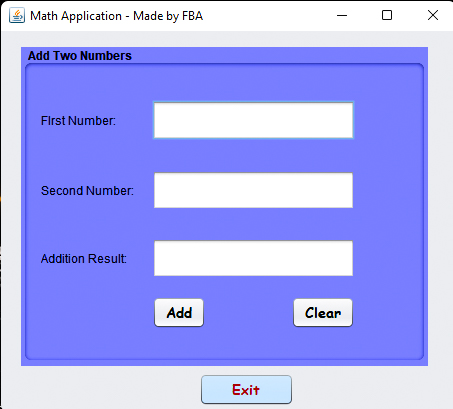 Math Application - Made by FBA
Add Two Numbers
FIrst Number:
Second Number:
Addition Result:
Add Clear
Exit